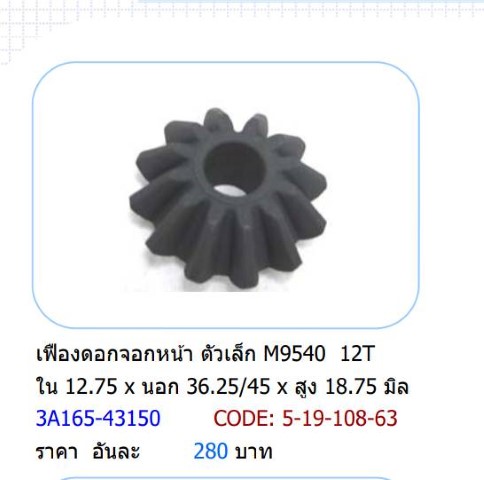 เฟืองดอกจอกหน้า ตัวเล็ก M9540 12T
ใน 12.75 x นอก 36.25/45 x สูง 18.75 มิล
3A165-43150 CODE: 5-19-108-63
ราคา อันละ 280 บาท